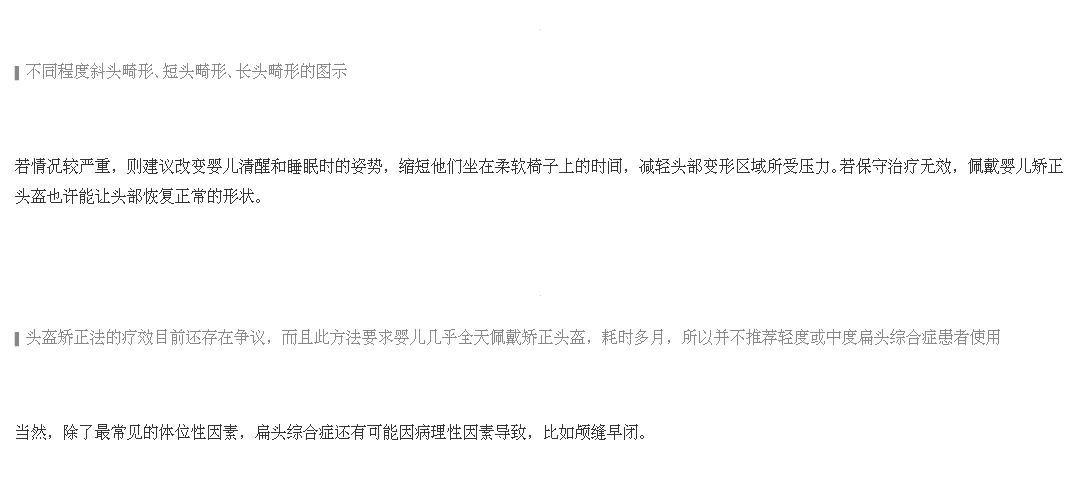 不同程度斜头畸形、短头畸形、长头畸形的图示
若情况较严重，则建议改变婴儿清醒和睡眠时的姿势，缩短他们坐在柔软椅子上的时间，减轻头部变形区域所受压力。若保守治疗无效，佩戴婴儿矫正
头盔也许能让头部恢复正常的形状。
头盔矫正法的疗效目前还存在争议，而且此方法要求婴儿几乎全天佩戴矫正头盔，耗时多月，所以并不推荐轻度或中度扁头综合症患者使用
当然，除了最常见的体位性因素，扁头综合症还有可能因病理性因素导致，比如颅缝早闭。